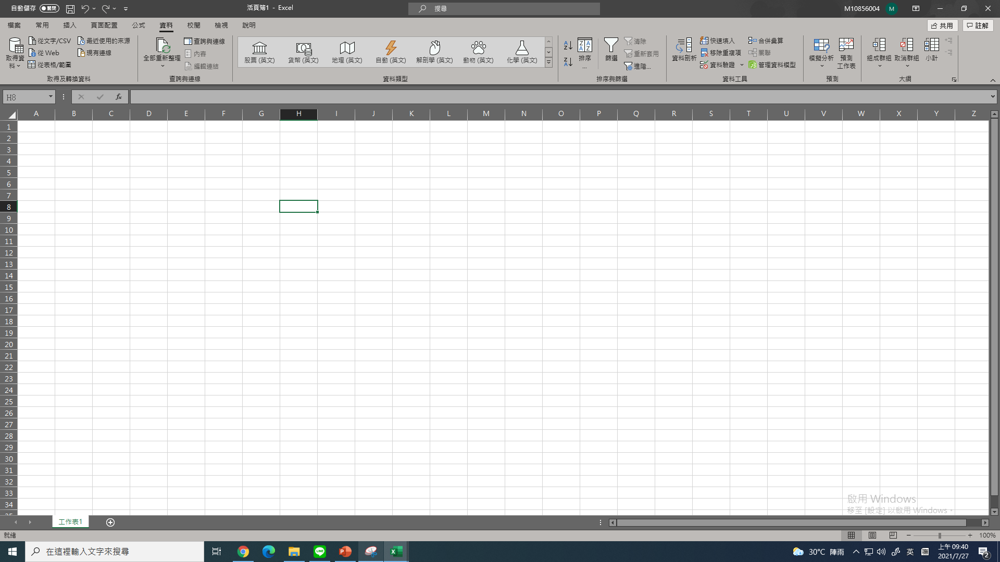 自動儲存 關閉 活頁簿1 - Excel 搜尋 M10856004 M
檔案 常用 插入 頁面配置 公式 資料 校閱 檢視 說明 共用 註解
取得資料
從文字/CSV
從 Web
從表格/範圍
最近使用的來源
現有連線
取得及轉換資料
全部重新整理
查詢與連線
內容
編輯連結
查詢與連線
股票 (英文) 貨幣 (英文) 地理 (英文) 自動 (英文) 解剖學 (英文) 動物 (英文) 化學 (英文)
資料類型
排序
...
篩選
清除
重新套用
進階...
排序與篩選
資料剖析
快速填入
移除重複項
資料驗證
合併彙算
關聯
管理資料模型
資料工具
模擬分析
預測
工作表
預測
組成群組 取消群組 小計
大綱
H8 fx
A B C D E F G H I J K L M N O P Q R S T U V W X Y Z
1
2
3
4
5
6
7
8
9
10
11
12
13
14
15
16
17
18
19
20
21
22
23
24
25
26
27
28
29
30
31
32
33
34
啟用 Windows
移至 [設定] 以啟用 Windows。
工作表1
就緒 100%
在這裡輸入文字來搜尋 30°C 陣雨 英 上午 09:40
2021/7/27 2